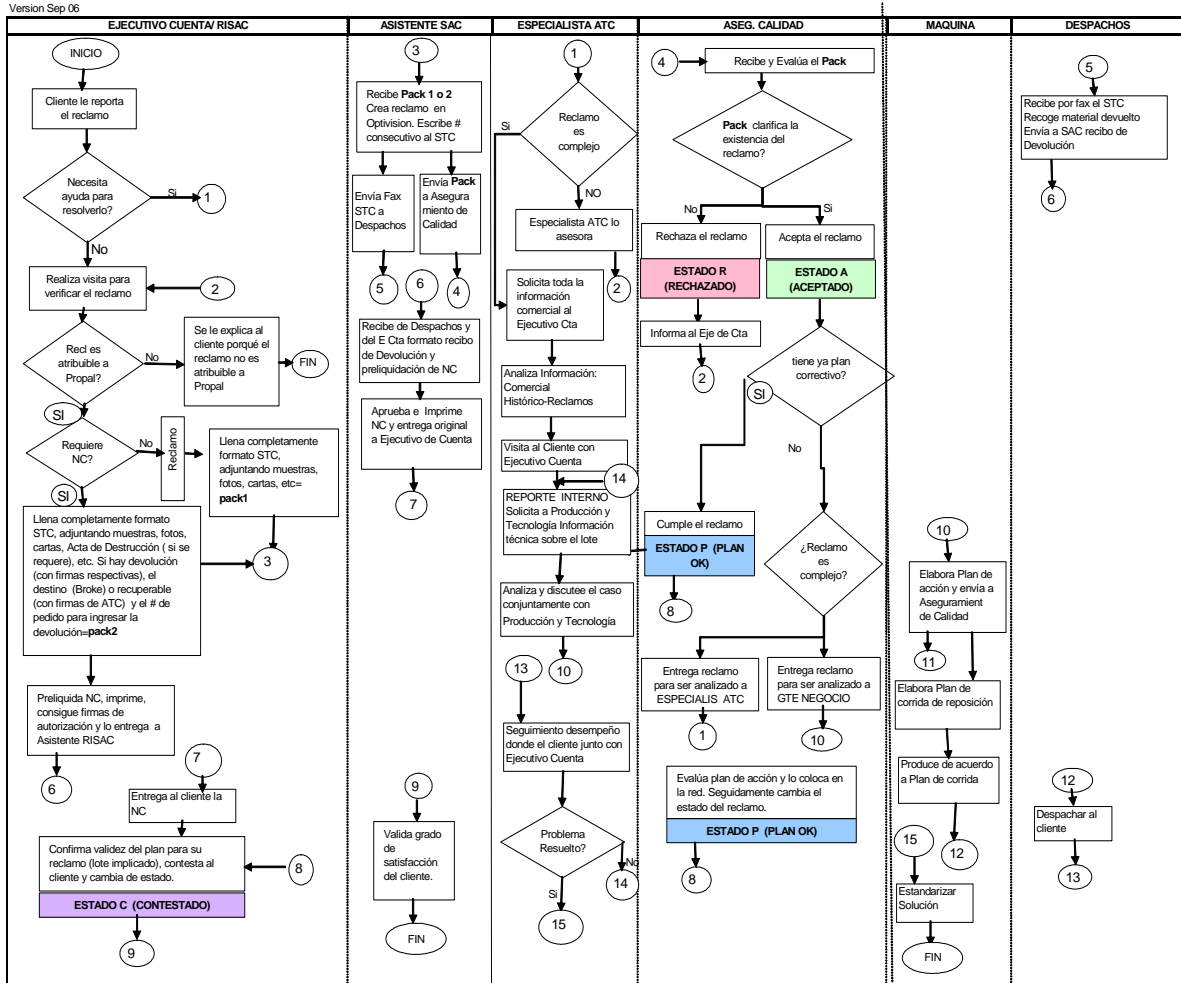 Version Sep 06
EJECUTIVO CUENTA/ RISAC
ASISTENTE SAC
ESPECIALISTA ATC
ASEG. CALIDAD
MAQUINA
DESPACHOS
INICIO
Cliente le reporta
el reclamo
Necesita
ayuda para
resolverlo?
Si
1
No
Realiza visita para
verificar el reclamo
2
Recl es
atribuible a
Propal?
No
Se le explica al
cliente porqué el
reclamo no es
atribuible a
Propal
FIN
SI
Requiere
NC?
No
Reclamo
Llena completamente
formato STC,
adjuntando muestras,
fotos, cartas, etc=
pack1
SI
Llena completamente formato
STC, adjuntando muestras, fotos,
cartas, Acta de Destrucción ( si se
requere), etc. Si hay devolución
(con firmas respectivas), el
destino (Broke) o recuperable
(con firmas de ATC) y el # de
pedido para ingresar la
devolución=pack2
3
Preliquida NC, imprime,
consigue firmas de
autorización y lo entrega a
Asistente RISAC
6
7
Entrega al cliente la
NC
Confirma validez del plan para su
reclamo (lote implicado), contesta al
cliente y cambia de estado.
8
ESTADO C (CONTESTADO)
9
3
Recibe Pack 1 o 2
Crea reclamo en
Optivision. Escribe #
consecutivo al STC
Envía Fax
STC a
Despachos
Envía Pack
a Asegura
miento de
Calidad
5
6
4
Recibe de Despachos y
del E Cta formato recibo
de Devolución y
preliquidación de NC
Aprueba e Imprime
NC y entrega original
a Ejecutivo de Cuenta
7
9
Valida grado
de
satisfacción
del cliente.
FIN
1
Si
Reclamo
es
complejo
NO
Especialista ATC lo
asesora
2
Solicita toda la
información
comercial al
Ejecutivo Cta
Analiza Información:
Comercial
Histórico-Reclamos
Visita al Cliente con
Ejecutivo Cuenta
14
REPORTE INTERNO
Solicita a Producción y
Tecnología Información
técnica sobre el lote
Analiza y discutee el caso
conjuntamente con
Producción y Tecnología
13
10
Seguimiento desempeño
donde el cliente junto con
Ejecutivo Cuenta
Problema
Resuelto?
No
14
Si
15
4
Recibe y Evalúa el Pack
Pack clarifica la
existencia del
reclamo?
No
Si
Rechaza el reclamo
Acepta el reclamo
ESTADO R
(RECHAZADO)
ESTADO A
(ACEPTADO)
Informa al Eje de Cta
2
tiene ya plan
correctivo?
SI
No
Cumple el reclamo
ESTADO P (PLAN
OK)
8
¿Reclamo
es
complejo?
Entrega reclamo
para ser analizado a
ESPECIALIS ATC
Entrega reclamo
para ser analizado a
GTE NEGOCIO
1
10
Evalúa plan de acción y lo coloca en
la red. Seguidamente cambia el
estado del reclamo.
ESTADO P (PLAN OK)
8
10
Elabora Plan de
acción y envía a
Aseguramient
de Calidad
11
Elabora Plan de
corrida de reposición
Produce de acuerdo
a Plan de corrida
15
12
Estandarizar
Solución
FIN
5
Recibe por fax el STC
Recoge material devuelto
Envía a SAC recibo de
Devolución
6
12
Despachar al
cliente
13